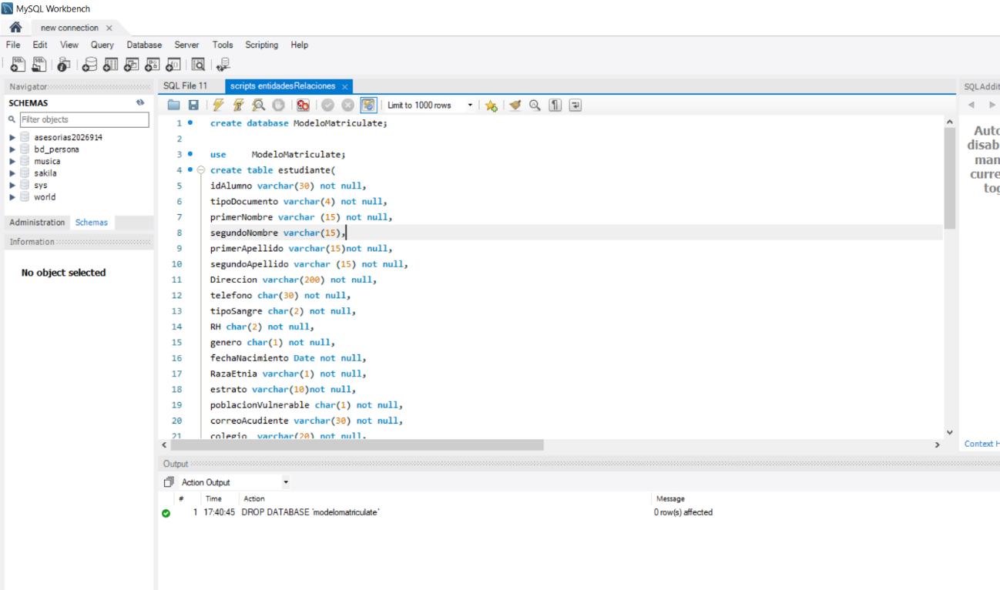 MySQL Workbench
new connection
File Edit View Query Database Server Tools Scripting Help
Navigator
SCHEMAS
Filter objects
asesorias2026914
bd_persona
musica
sakila
sys
world
Administration Schemas
Information
No object selected
SQL File 11 scripts entidadesRelaciones
Limit to 1000 rows
1 create database ModeloMatriculate;
2
3 use ModeloMatriculate;
4 create table estudiante(
5 idAlumno varchar(30) not null,
6 tipoDocumento varchar(4) not null,
7 primerNombre varchar (15) not null,
8 segundoNombre varchar(15),
9 primerApellido varchar(15)not null,
10 segundoApellido varchar (15) not null,
11 Direccion varchar(200) not null,
12 telefono char(30) not null,
13 tipoSangre char(2) not null,
14 RH char(2) not null,
15 genero char(1) not null,
16 fechaNacimiento Date not null,
17 RazaEtnia varchar(1) not null,
18 estrato varchar(10)not null,
19 poblacionVulnerable char(1) not null,
20 correoAcudiente varchar(30) not null,
21 colegio varchar(20) not null,
SQLAddit
Auto
disab
man
curre
tog
Context H
Output
Action Output
# Time Action Message
1 17:40:45 DROP DATABASE `modelomatriculate` 0 row(s) affected